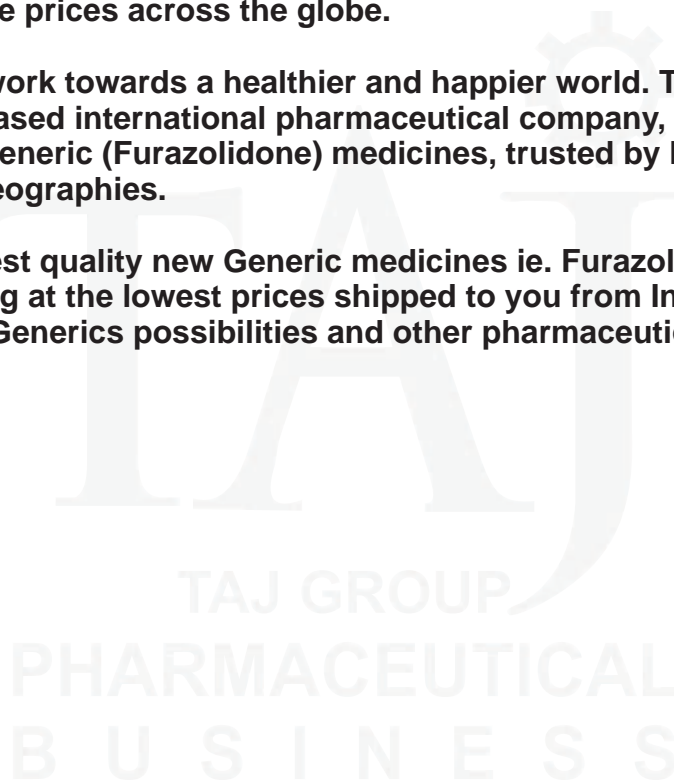 e prices across the globe.
work towards a healthier and happier world. T
ased international pharmaceutical company,
eneric (Furazolidone) medicines, trusted by
eographies.
est quality new Generic medicines ie. Furazol
g at the lowest prices shipped to you from In
Generics possibilities and other pharmaceuti
TAJ
TAJ GROUP
PHARMACEUTICAL
BUSINESS